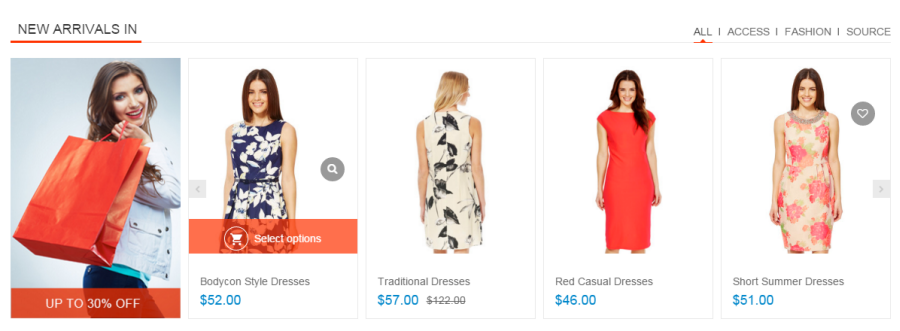 NEW ARRIVALS IN
ALL I ACCESS I FASHION I SOURCE
Select options
UP TO 30% OFF
Bodycon Style Dresses
$52.00
Traditional Dresses
$57.00 $122.00
Red Casual Dresses
$46.00
Short Summer Dresses
$51.00